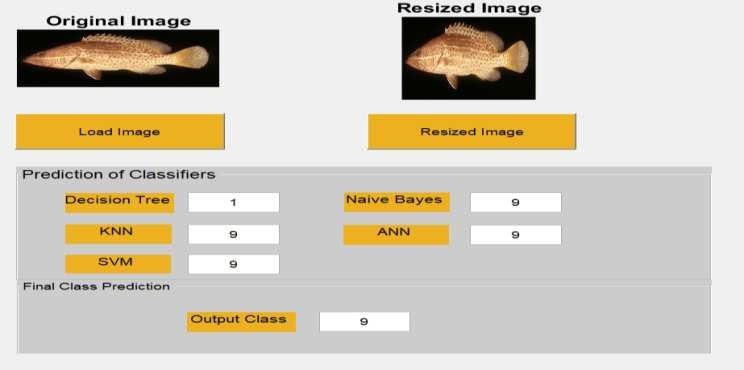 Original Image
Resized Image
Load Image
Resized Image
Prediction of Classifiers
Decision Tree 1
Naive Bayes 9
KNN 9
ANN 9
SVM 9
Final Class Prediction
Output Class 9